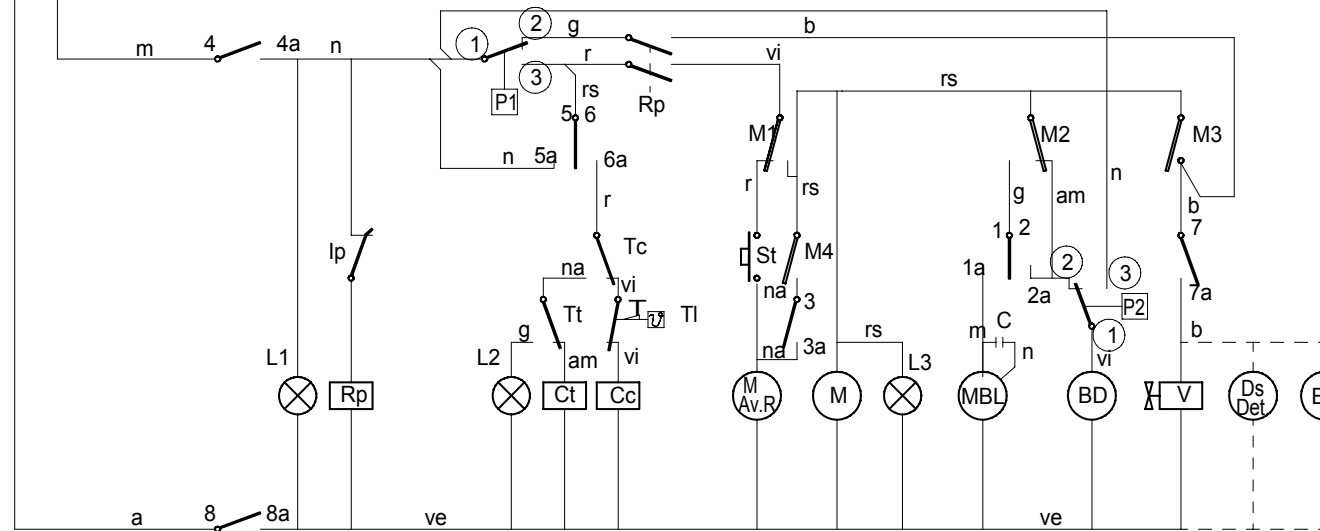 2
g
b
m
4
4a
n
1
r
vi
3
rs
rs
P1
Rp
5
6
M1
M2
M3
n
5a
6a
r
rs
g
am
n
b
r
1
2
7
Ip
Tc
St
M4
na
vi
1a
2
3
na
3
2a
7a
Tt
T
Tl
P2
g
m
C
1
b
rs
L1
L2
am
vi
na
3a
L3
n
vi
Rp
Ct
Cc
M
Av.R
M
MBL
BD
V
Ds
Det
a
8
8a
ve
ve